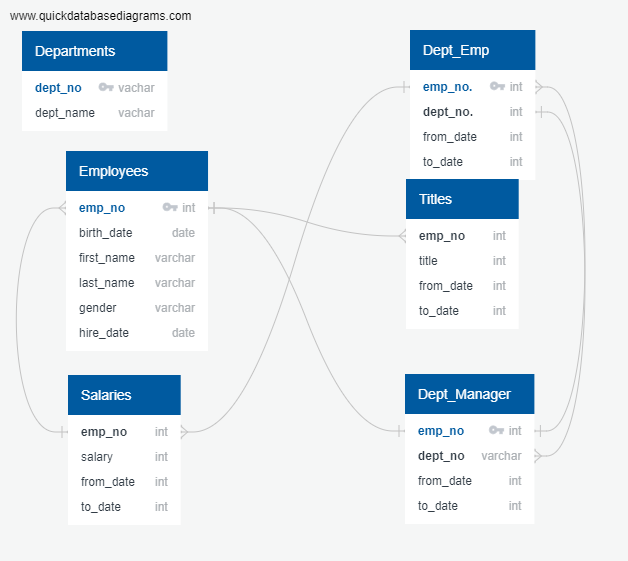 www.quickdatabasediagrams.com
Departments
dept_no vachar
dept_name vachar
Employees
emp_no int
birth_date date
first_name varchar
last_name varchar
gender varchar
hire_date date
Salaries
emp_no int
salary int
from_date int
to_date int
Dept_Emp
emp_no. int
dept_no. int
from_date int
to_date int
Titles
emp_no int
title int
from_date int
to_date int
Dept_Manager
emp_no int
dept_no varchar
from_date int
to_date int